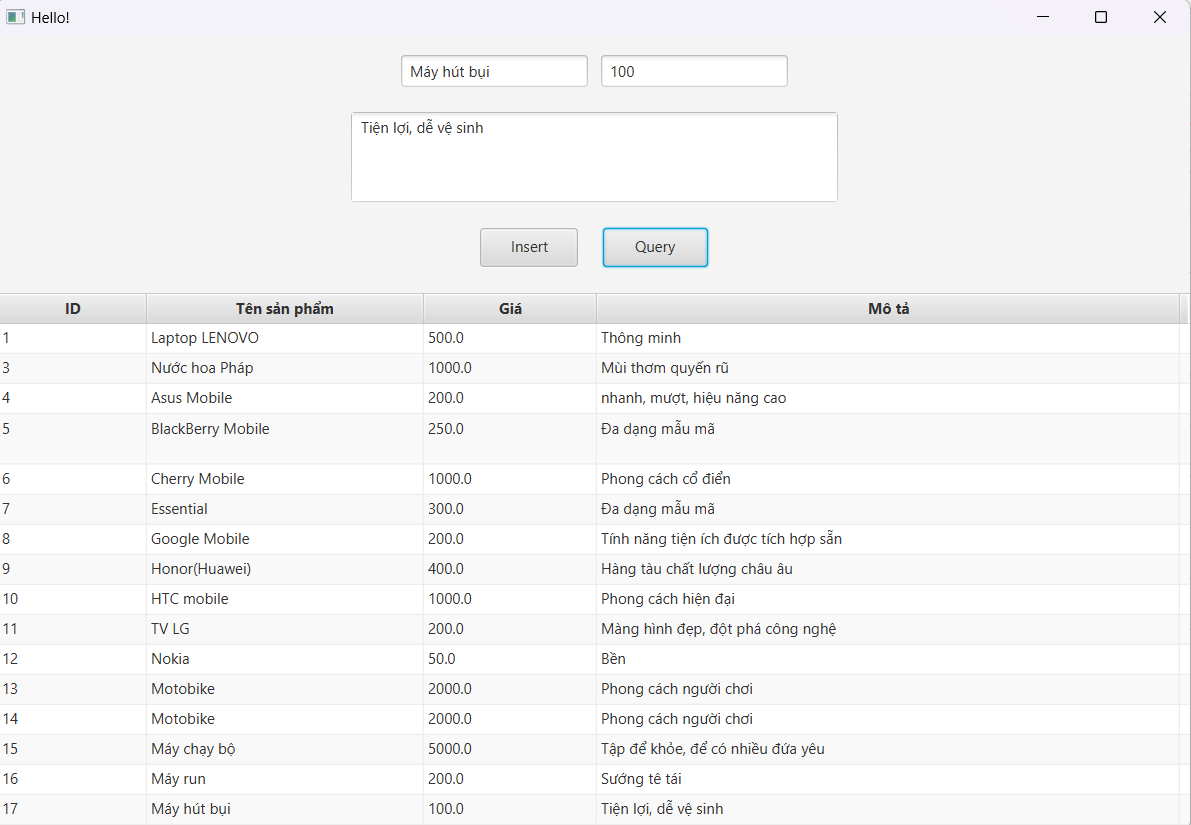 Hello!
Máy hút bụi 100
Tiện lợi, dễ vệ sinh
Insert Query
ID Tên sản phẩm Giá Mô tả
1 Laptop LENOVO 500.0 Thông minh
3 Nước hoa Pháp 1000.0 Mùi thơm quyến rũ
4 Asus Mobile 200.0 nhanh, mượt, hiệu năng cao
5 BlackBerry Mobile 250.0 Đa dạng mẫu mã
6 Cherry Mobile 1000.0 Phong cách cổ điển
7 Essential 300.0 Đa dạng mẫu mã
8 Google Mobile 200.0 Tính năng tiện ích được tích hợp sẵn
9 Honor(Huawei) 400.0 Hàng tàu chất lượng châu âu
10 HTC mobile 1000.0 Phong cách hiện đại
11 TV LG 200.0 Màng hình đẹp, đột phá công nghệ
12 Nokia 50.0 Bền
13 Motobike 2000.0 Phong cách người chơi
14 Motobike 2000.0 Phong cách người chơi
15 Máy chạy bộ 5000.0 Tập để khỏe, để có nhiều đứa yêu
16 Máy run 200.0 Sướng tê tái
17 Máy hút bụi 100.0 Tiện lợi, dễ vệ sinh